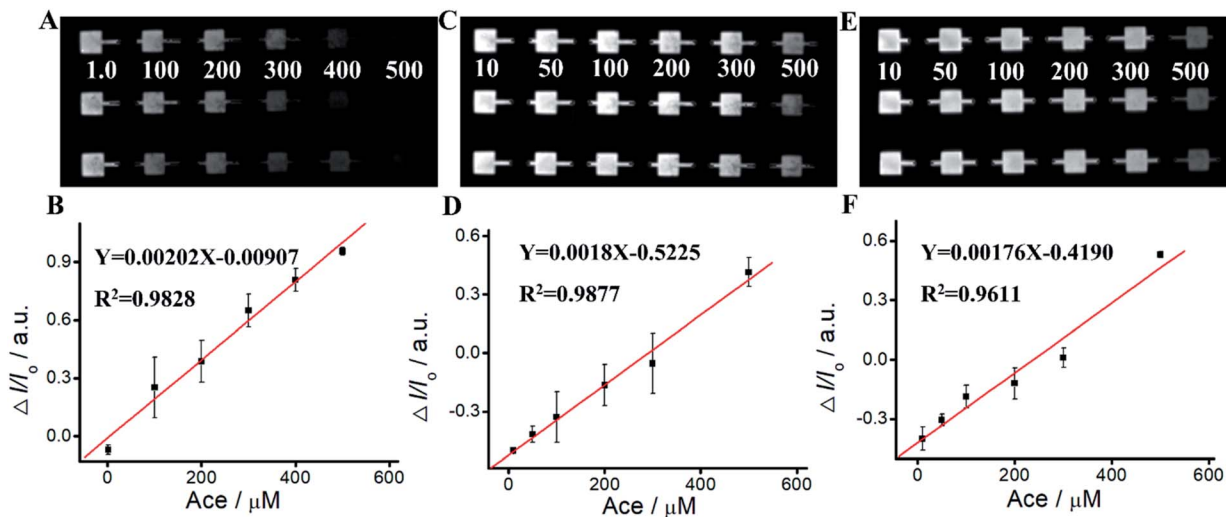 A
1.0 100 200 300 400 500
C
10 50 100 200 300 500
E
10 50 100 200 300 500
B
Y=0.00202X-0.00907
R²=0.9828
0.9
0.6
0.3
0.0
△ I/I₀ / a.u.
0 200 400 600
Ace / μM
D
Y=0.0018X-0.5225
R²=0.9877
0.6
0.3
0.0
-0.3
△ I/I₀ / a.u.
0 200 400 600
Ace / μM
F
Y=0.00176X-0.4190
R²=0.9611
0.6
0.3
-0.0
-0.3
△ I/I₀ / a.u.
0 200 400 600
Ace / μM